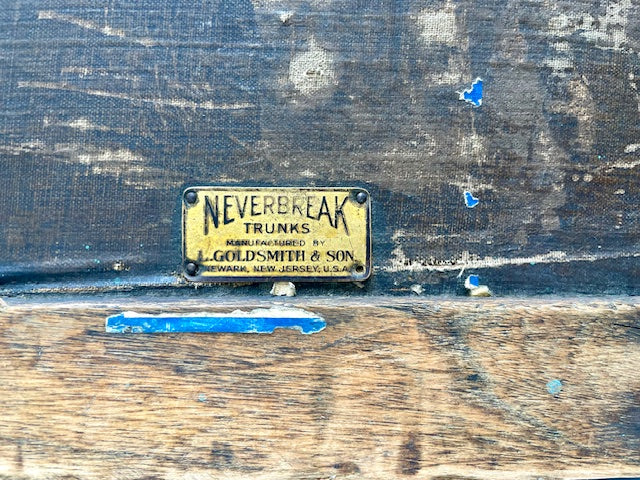 NEVERBREAK
TRUNKS
MANUFACTURED BY
L.GOLDSMITH & SON.
NEWARK, NEW JERSEY, U.S.A.